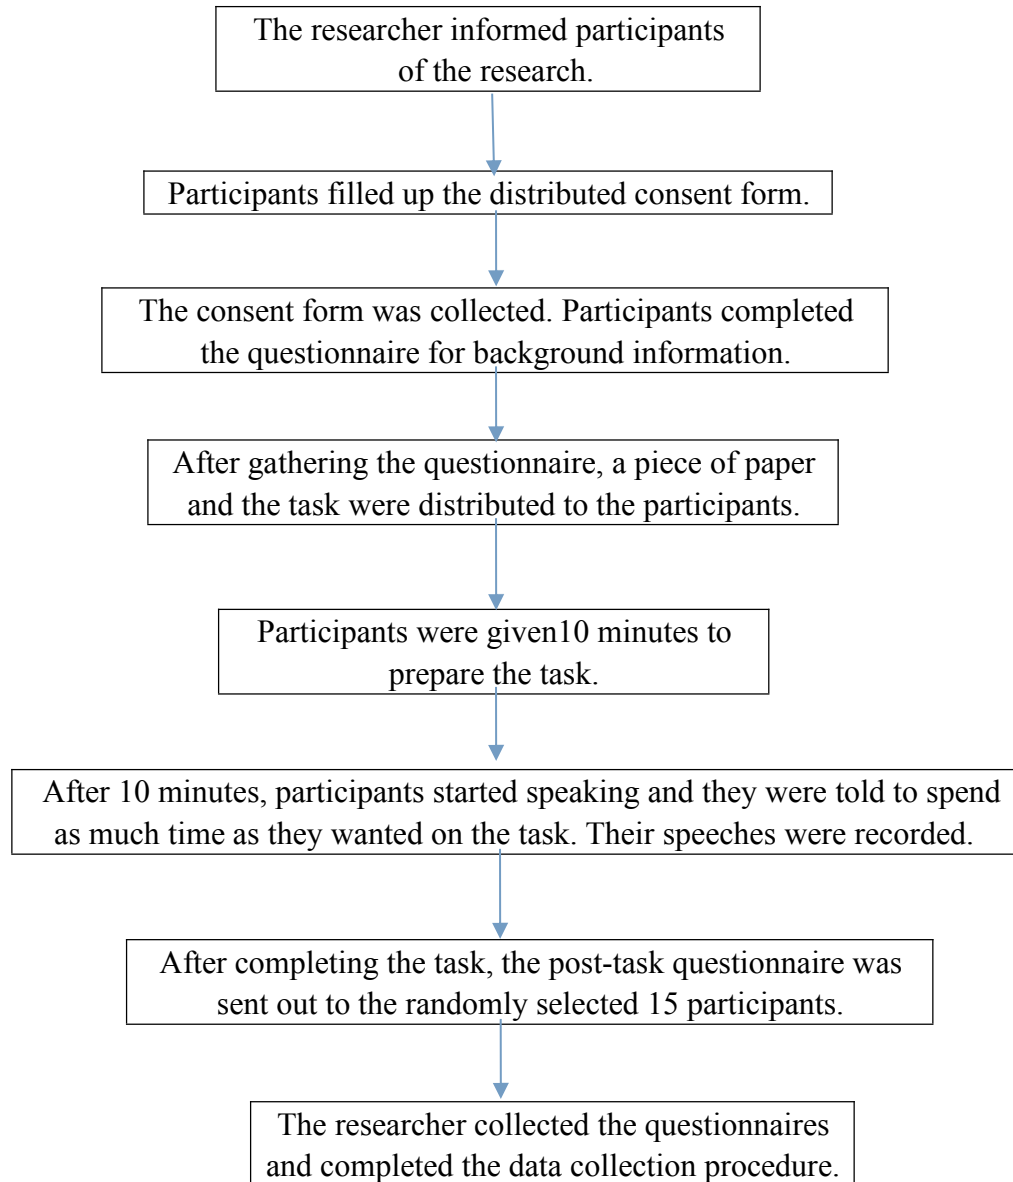 The researcher informed participants
of the research.
Participants filled up the distributed consent form.
The consent form was collected. Participants completed
the questionnaire for background information.
After gathering the questionnaire, a piece of paper
and the task were distributed to the participants.
Participants were given10 minutes to
prepare the task.
After 10 minutes, participants started speaking and they were told to spend
as much time as they wanted on the task. Their speeches were recorded.
After completing the task, the post-task questionnaire was
sent out to the randomly selected 15 participants.
The researcher collected the questionnaires
and completed the data collection procedure.